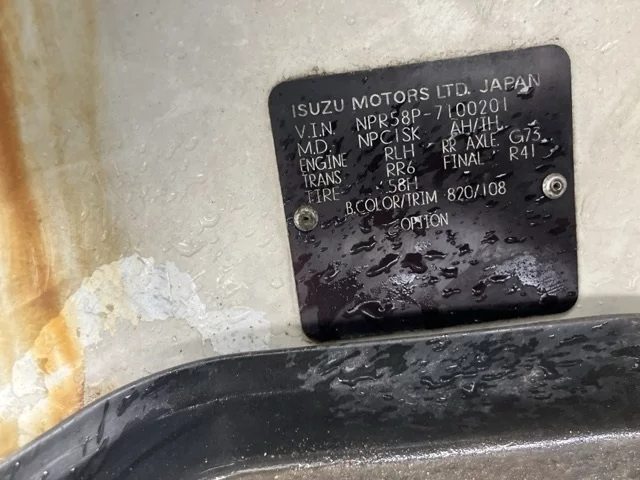 ISUZU MOTORS LTD. JAPAN
V.I.N. NPR58P-7100201
M.D. NPC1SK AH/1H
ENGINE RLH RR AXLE G73
TRANS RR6 FINAL R41
TIRE 58H
B.COLOR/TRIM 820/108
OPTION